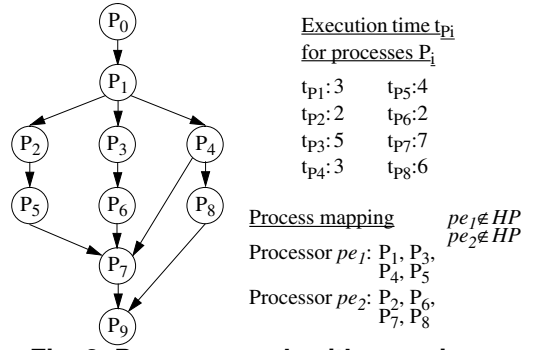 P0
P1
P2 P3 P4
P5 P6 P8
P7
P9
Execution time tPi
for processes Pi
tP1:3 tP5:4
tP2:2 tP6:2
tP3:5 tP7:7
tP4:3 tP8:6
Process mapping pe1∉HP
pe2∉HP
Processor pe1: P1, P3,
P4, P5
Processor pe2: P2, P6,
P7, P8